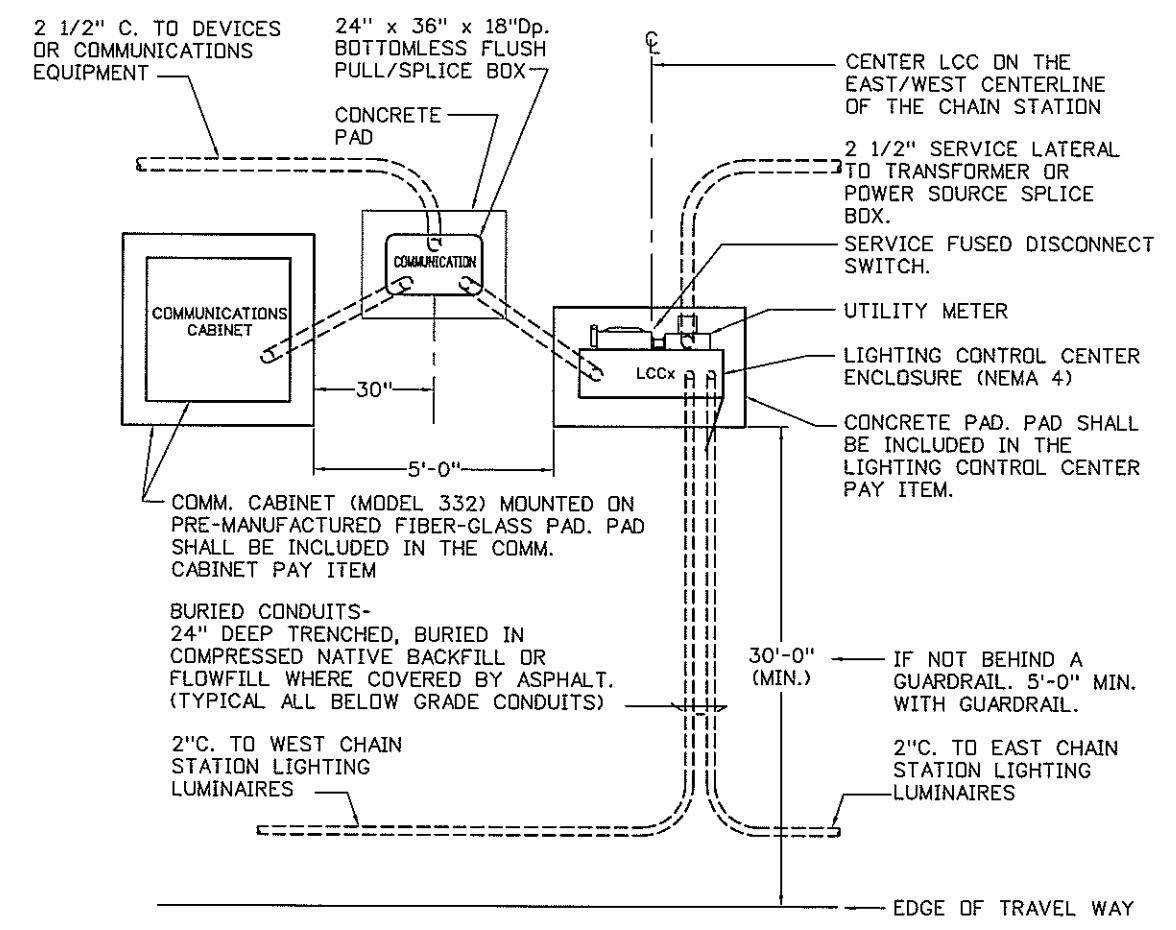 2 1/2" C. TO DEVICES
OR COMMUNICATIONS
EQUIPMENT
24" x 36" x 18"Dp.
BOTTOMLESS FLUSH
PULL/SPLICE BOX
CONCRETE
PAD
℄
CENTER LCC ON THE
EAST/WEST CENTERLINE
OF THE CHAIN STATION
2 1/2" SERVICE LATERAL
TO TRANSFORMER OR
POWER SOURCE SPLICE
BOX.
SERVICE FUSED DISCONNECT
SWITCH.
UTILITY METER
LIGHTING CONTROL CENTER
ENCLOSURE (NEMA 4)
CONCRETE PAD. PAD SHALL
BE INCLUDED IN THE
LIGHTING CONTROL CENTER
PAY ITEM.
COMMUNICATION
COMMUNICATIONS
CABINET
LCCx
30"
5'-0"
COMM. CABINET (MODEL 332) MOUNTED ON
PRE-MANUFACTURED FIBER-GLASS PAD. PAD
SHALL BE INCLUDED IN THE COMM.
CABINET PAY ITEM
BURIED CONDUITS-
24" DEEP TRENCHED, BURIED IN
COMPRESSED NATIVE BACKFILL OR
FLOWFILL WHERE COVERED BY ASPHALT.
(TYPICAL ALL BELOW GRADE CONDUITS)
30'-0"
(MIN.)
IF NOT BEHIND A
GUARDRAIL. 5'-0" MIN.
WITH GUARDRAIL.
2"C. TO WEST CHAIN
STATION LIGHTING
LUMINAIRES
2"C. TO EAST CHAIN
STATION LIGHTING
LUMINAIRES
EDGE OF TRAVEL WAY